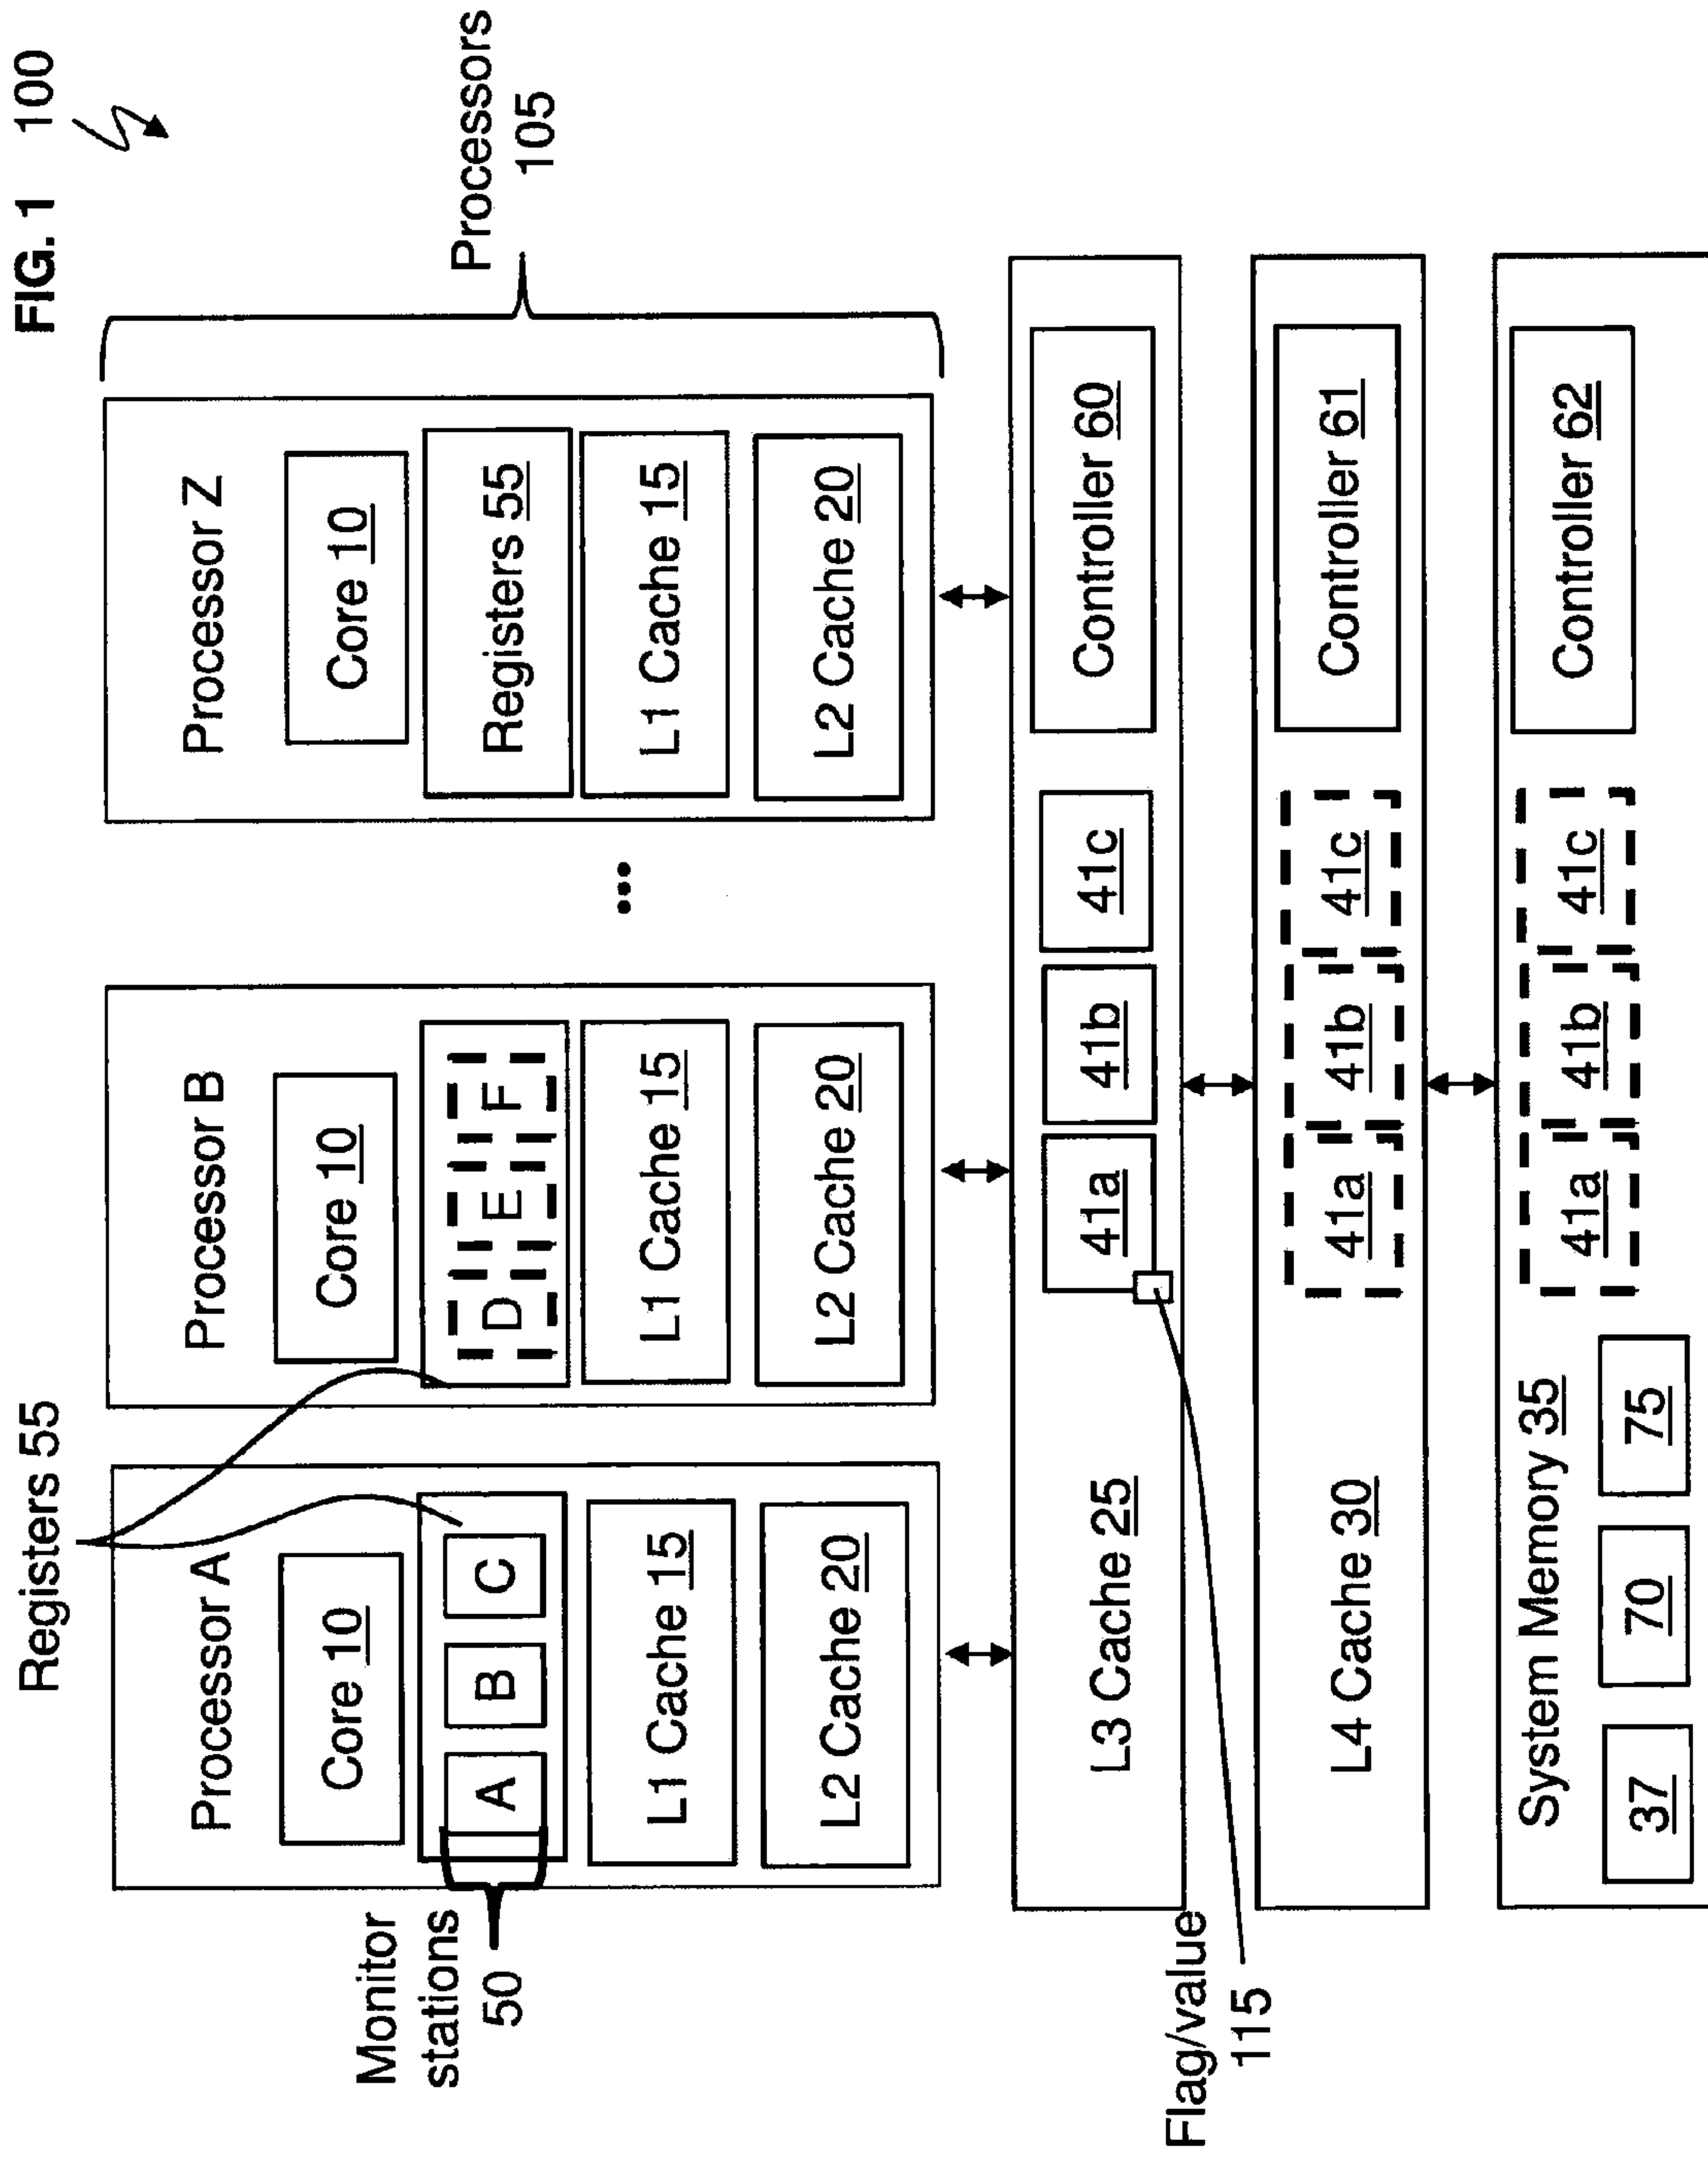 FIG. 1 100
Registers 55
Processor A
Core 10
A B C
L1 Cache 15
L2 Cache 20
Monitor
stations
50
Processor B
Core 10
D E F
L1 Cache 15
L2 Cache 20
...
Processor Z
Core 10
Registers 55
L1 Cache 15
L2 Cache 20
Processors
105
L3 Cache 25
41a 41b 41c
Controller 60
Flag/value
115
L4 Cache 30
41a 41b 41c
Controller 61
System Memory 35
37 70 75
41a 41b 41c
Controller 62